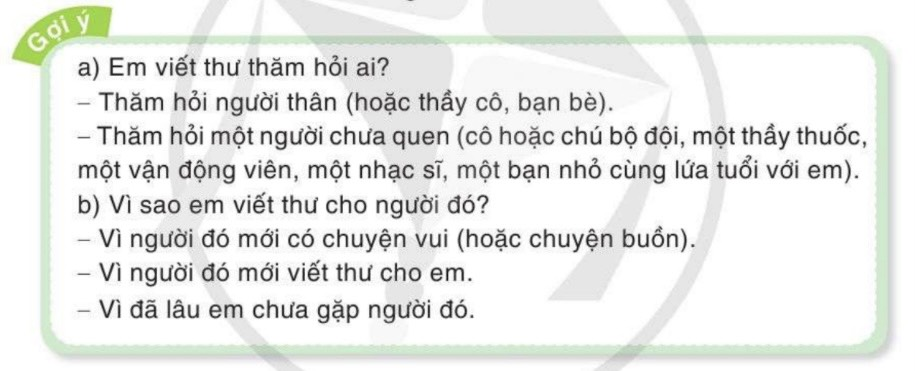 Gợi ý
a) Em viết thư thăm hỏi ai?
– Thăm hỏi người thân (hoặc thầy cô, bạn bè).
– Thăm hỏi một người chưa quen (cô hoặc chú bộ đội, một thầy thuốc,
một vận động viên, một nhạc sĩ, một bạn nhỏ cùng lứa tuổi với em).
b) Vì sao em viết thư cho người đó?
– Vì người đó mới có chuyện vui (hoặc chuyện buồn).
– Vì người đó mới viết thư cho em.
– Vì đã lâu em chưa gặp người đó.